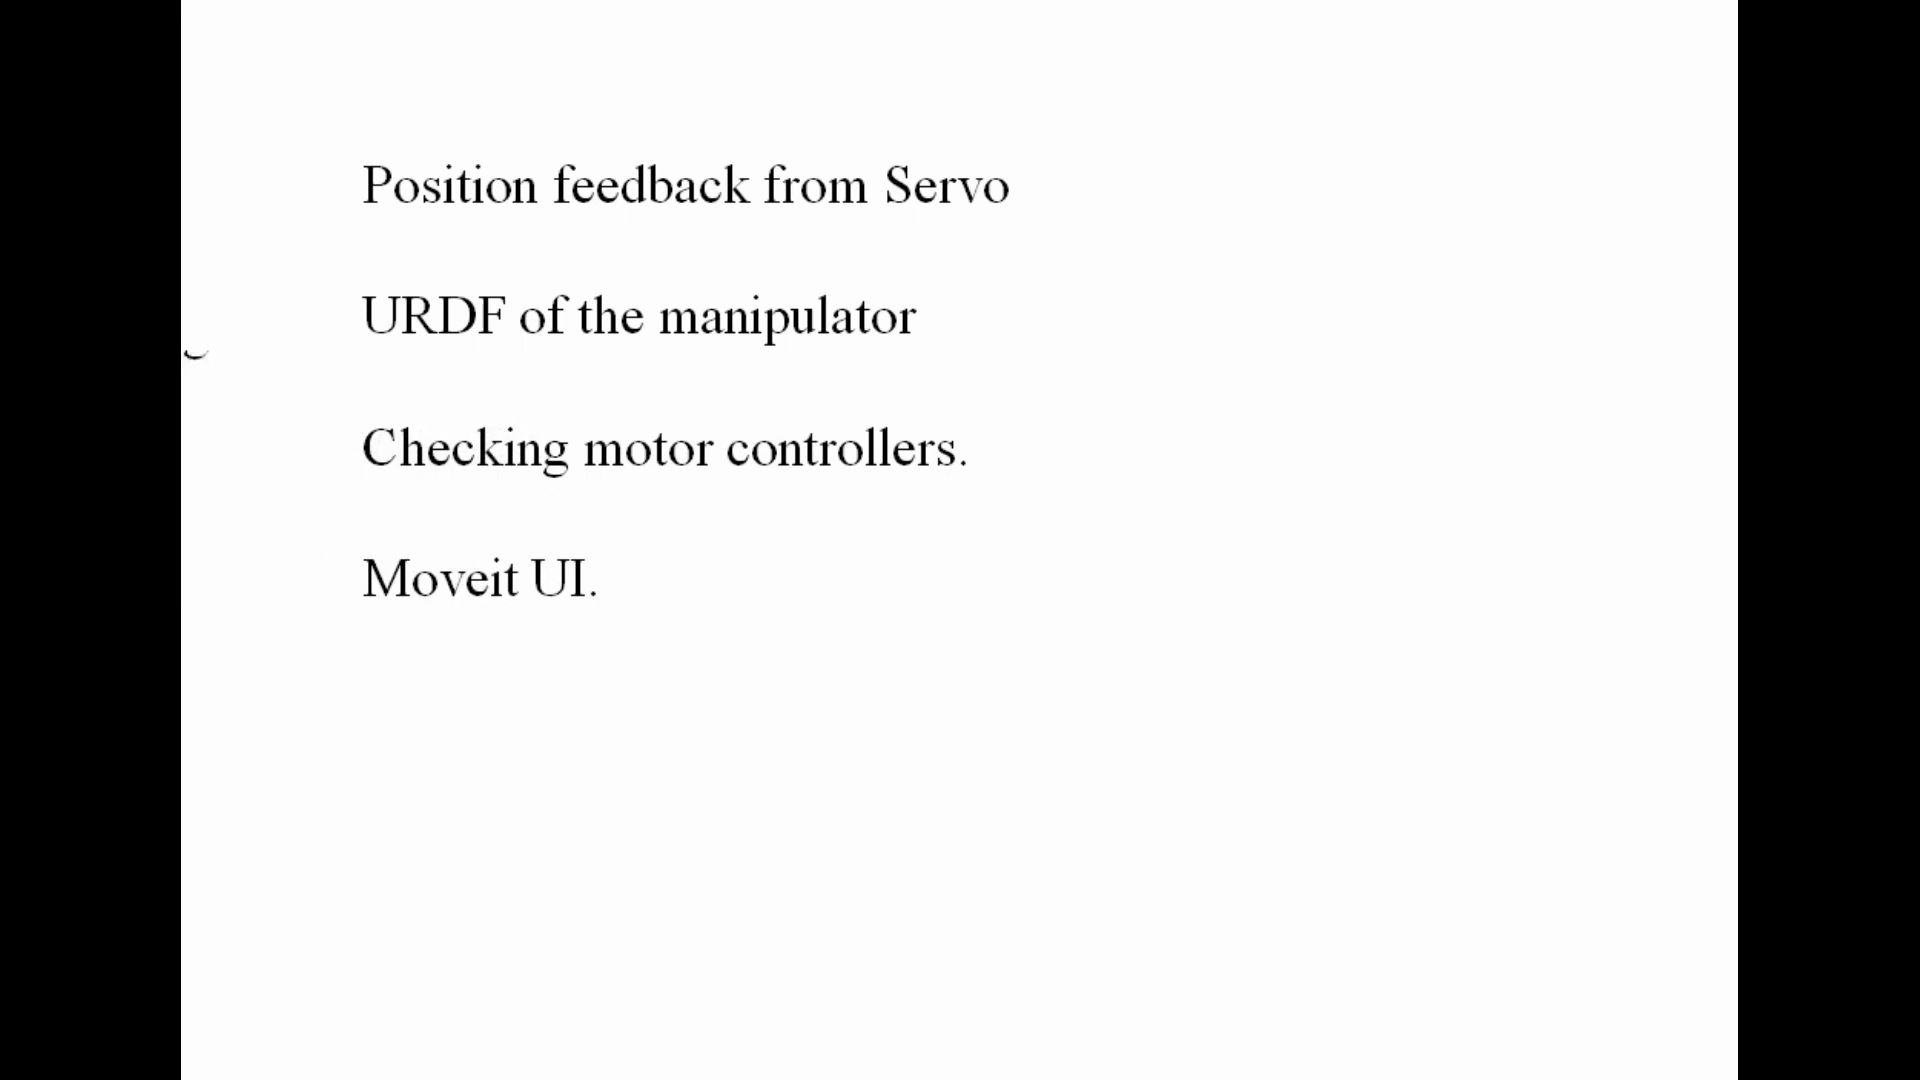 Position feedback from Servo
URDF of the manipulator
Checking motor controllers.
Moveit UI.